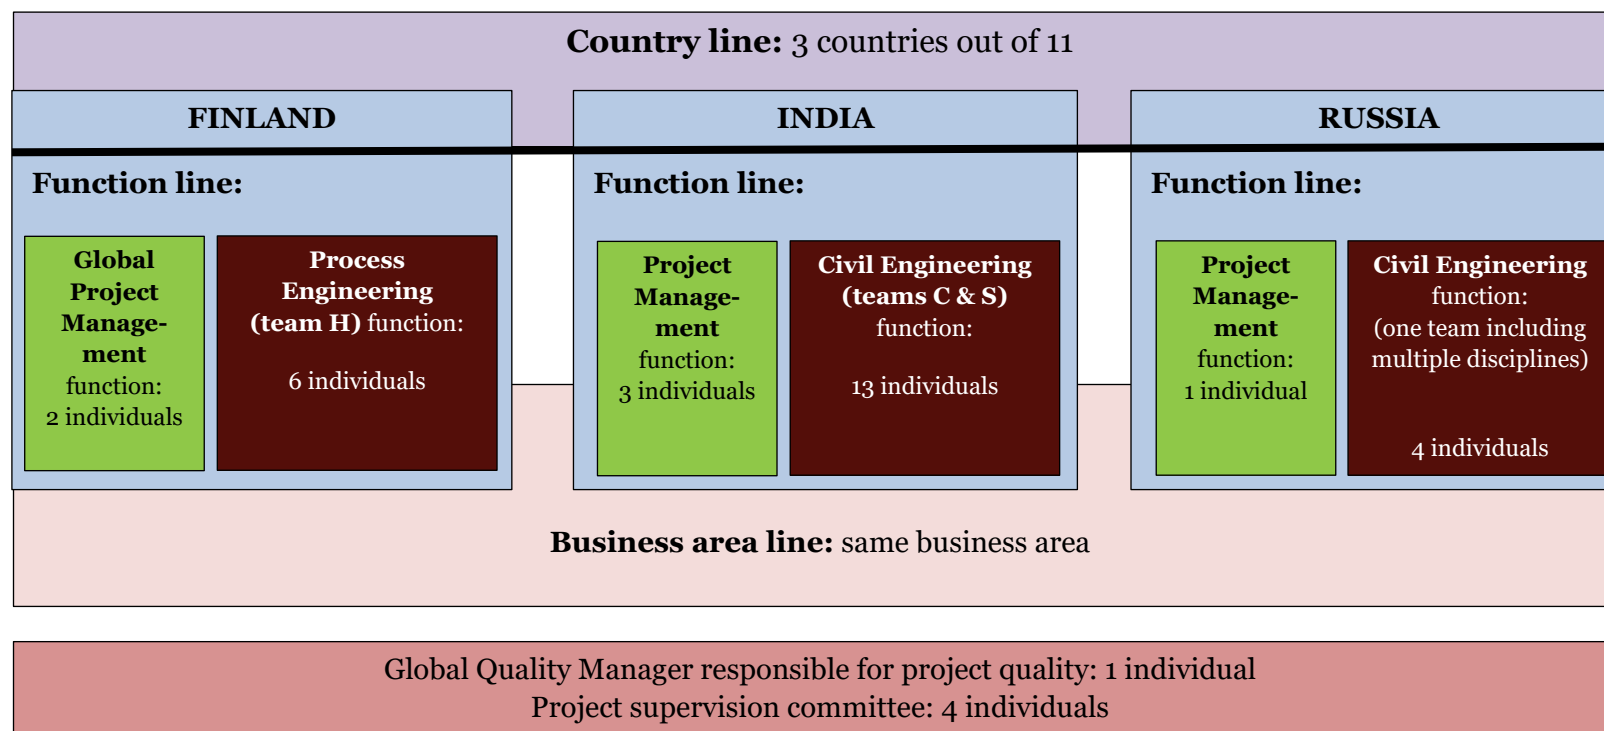 Country line: 3 countries out of 11
FINLAND
Function line:
Global
Project
Manage-
ment
function:
2 individuals
Process
Engineering
(team H) function:
6 individuals
INDIA
Function line:
Project
Manage-
ment
function:
3 individuals
Civil Engineering
(teams C & S)
function:
13 individuals
RUSSIA
Function line:
Project
Manage-
ment
function:
1 individual
Civil Engineering
function:
(one team including
multiple disciplines)
4 individuals
Business area line: same business area
Global Quality Manager responsible for project quality: 1 individual
Project supervision committee: 4 individuals